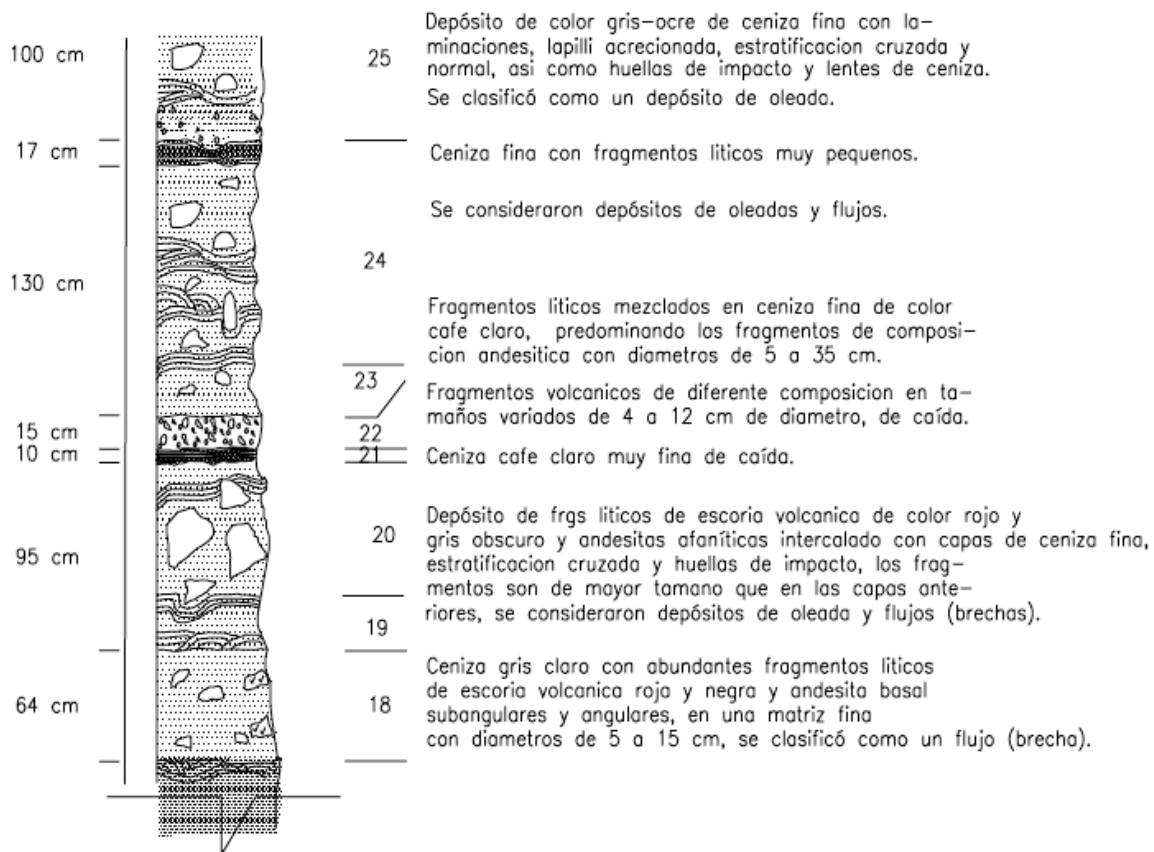 100 cm
25
Depósito de color gris-ocre de ceniza fina con la-
minaciones, lapilli acrecionada, estratificacion cruzada y
normal, asi como huellas de impacto y lentes de ceniza.
Se clasificó como un depósito de oleada.
17 cm
Ceniza fina con fragmentos liticos muy pequenos.
Se consideraron depósitos de oleadas y flujos.
130 cm
24
Fragmentos liticos mezclados en ceniza fina de color
cafe claro, predominando los fragmentos de composi-
cion andesitica con diametros de 5 a 35 cm.
23
Fragmentos volcanicos de diferente composicion en ta-
maños variados de 4 a 12 cm de diametro, de caída.
15 cm
22
10 cm
21
Ceniza cafe claro muy fina de caída.
95 cm
20
Depósito de frgs liticos de escoria volcanica de color rojo y
gris obscuro y andesitas afaníticas intercalado con capas de ceniza fina,
estratificacion cruzada y huellas de impacto, los frag-
mentos son de mayor tamano que en las capas ante-
riores, se consideraron depósitos de oleada y flujos (brechas).
19
64 cm
18
Ceniza gris claro con abundantes fragmentos liticos
de escoria volcanica roja y negra y andesita basal
subangulares y angulares, en una matriz fina
con diametros de 5 a 15 cm, se clasificó como un flujo (brecha).